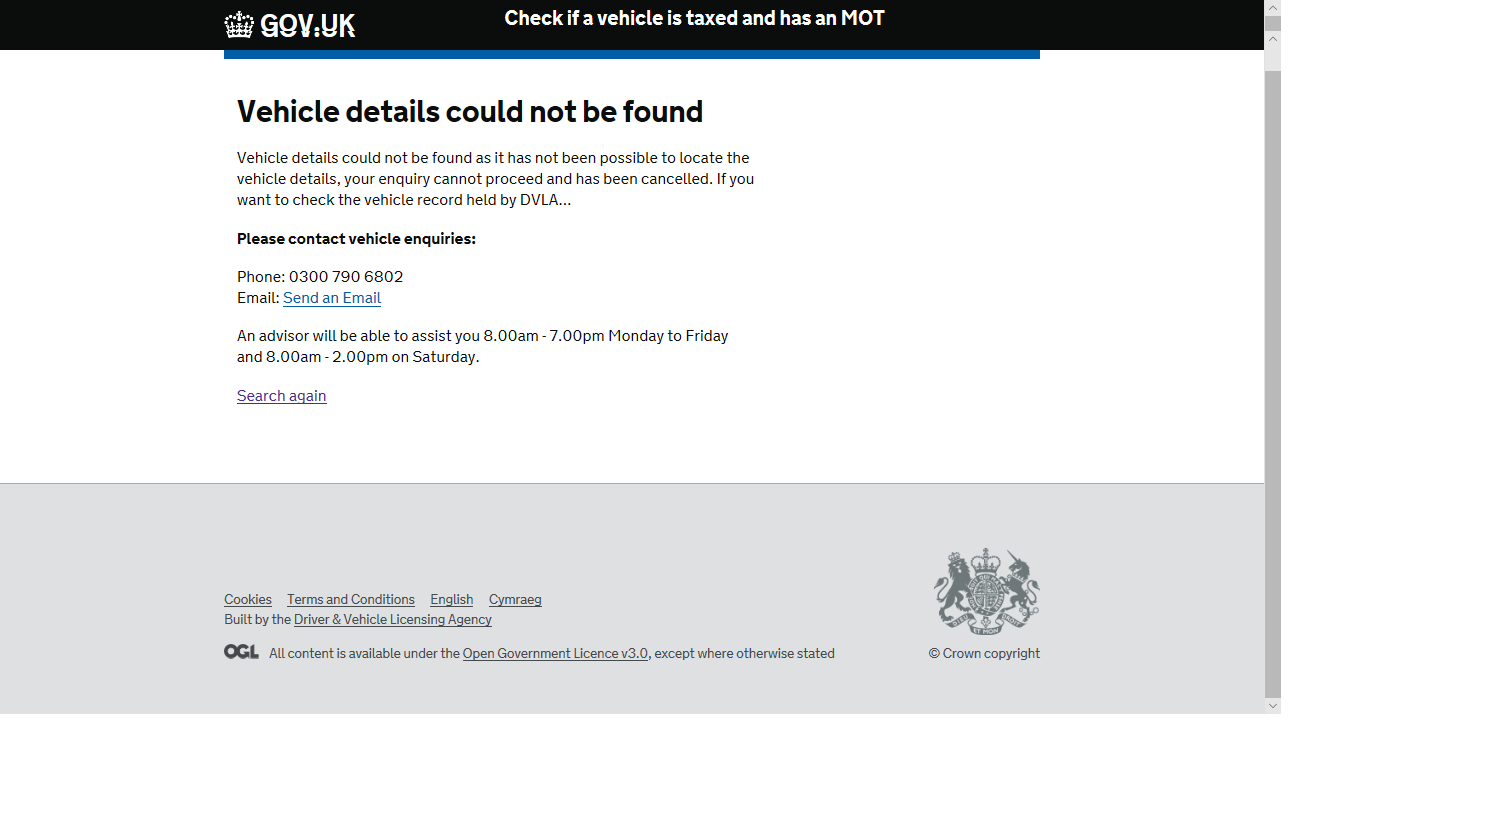 GOV.UK
Check if a vehicle is taxed and has an MOT
Vehicle details could not be found
Vehicle details could not be found as it has not been possible to locate the
vehicle details, your enquiry cannot proceed and has been cancelled. If you
want to check the vehicle record held by DVLA...
Please contact vehicle enquiries:
Phone: 0300 790 6802
Email: Send an Email
An advisor will be able to assist you 8.00am - 7.00pm Monday to Friday
and 8.00am - 2.00pm on Saturday.
Search again
Cookies Terms and Conditions English Cymraeg
Built by the Driver & Vehicle Licensing Agency
OGL All content is available under the Open Government Licence v3.0, except where otherwise stated
© Crown copyright